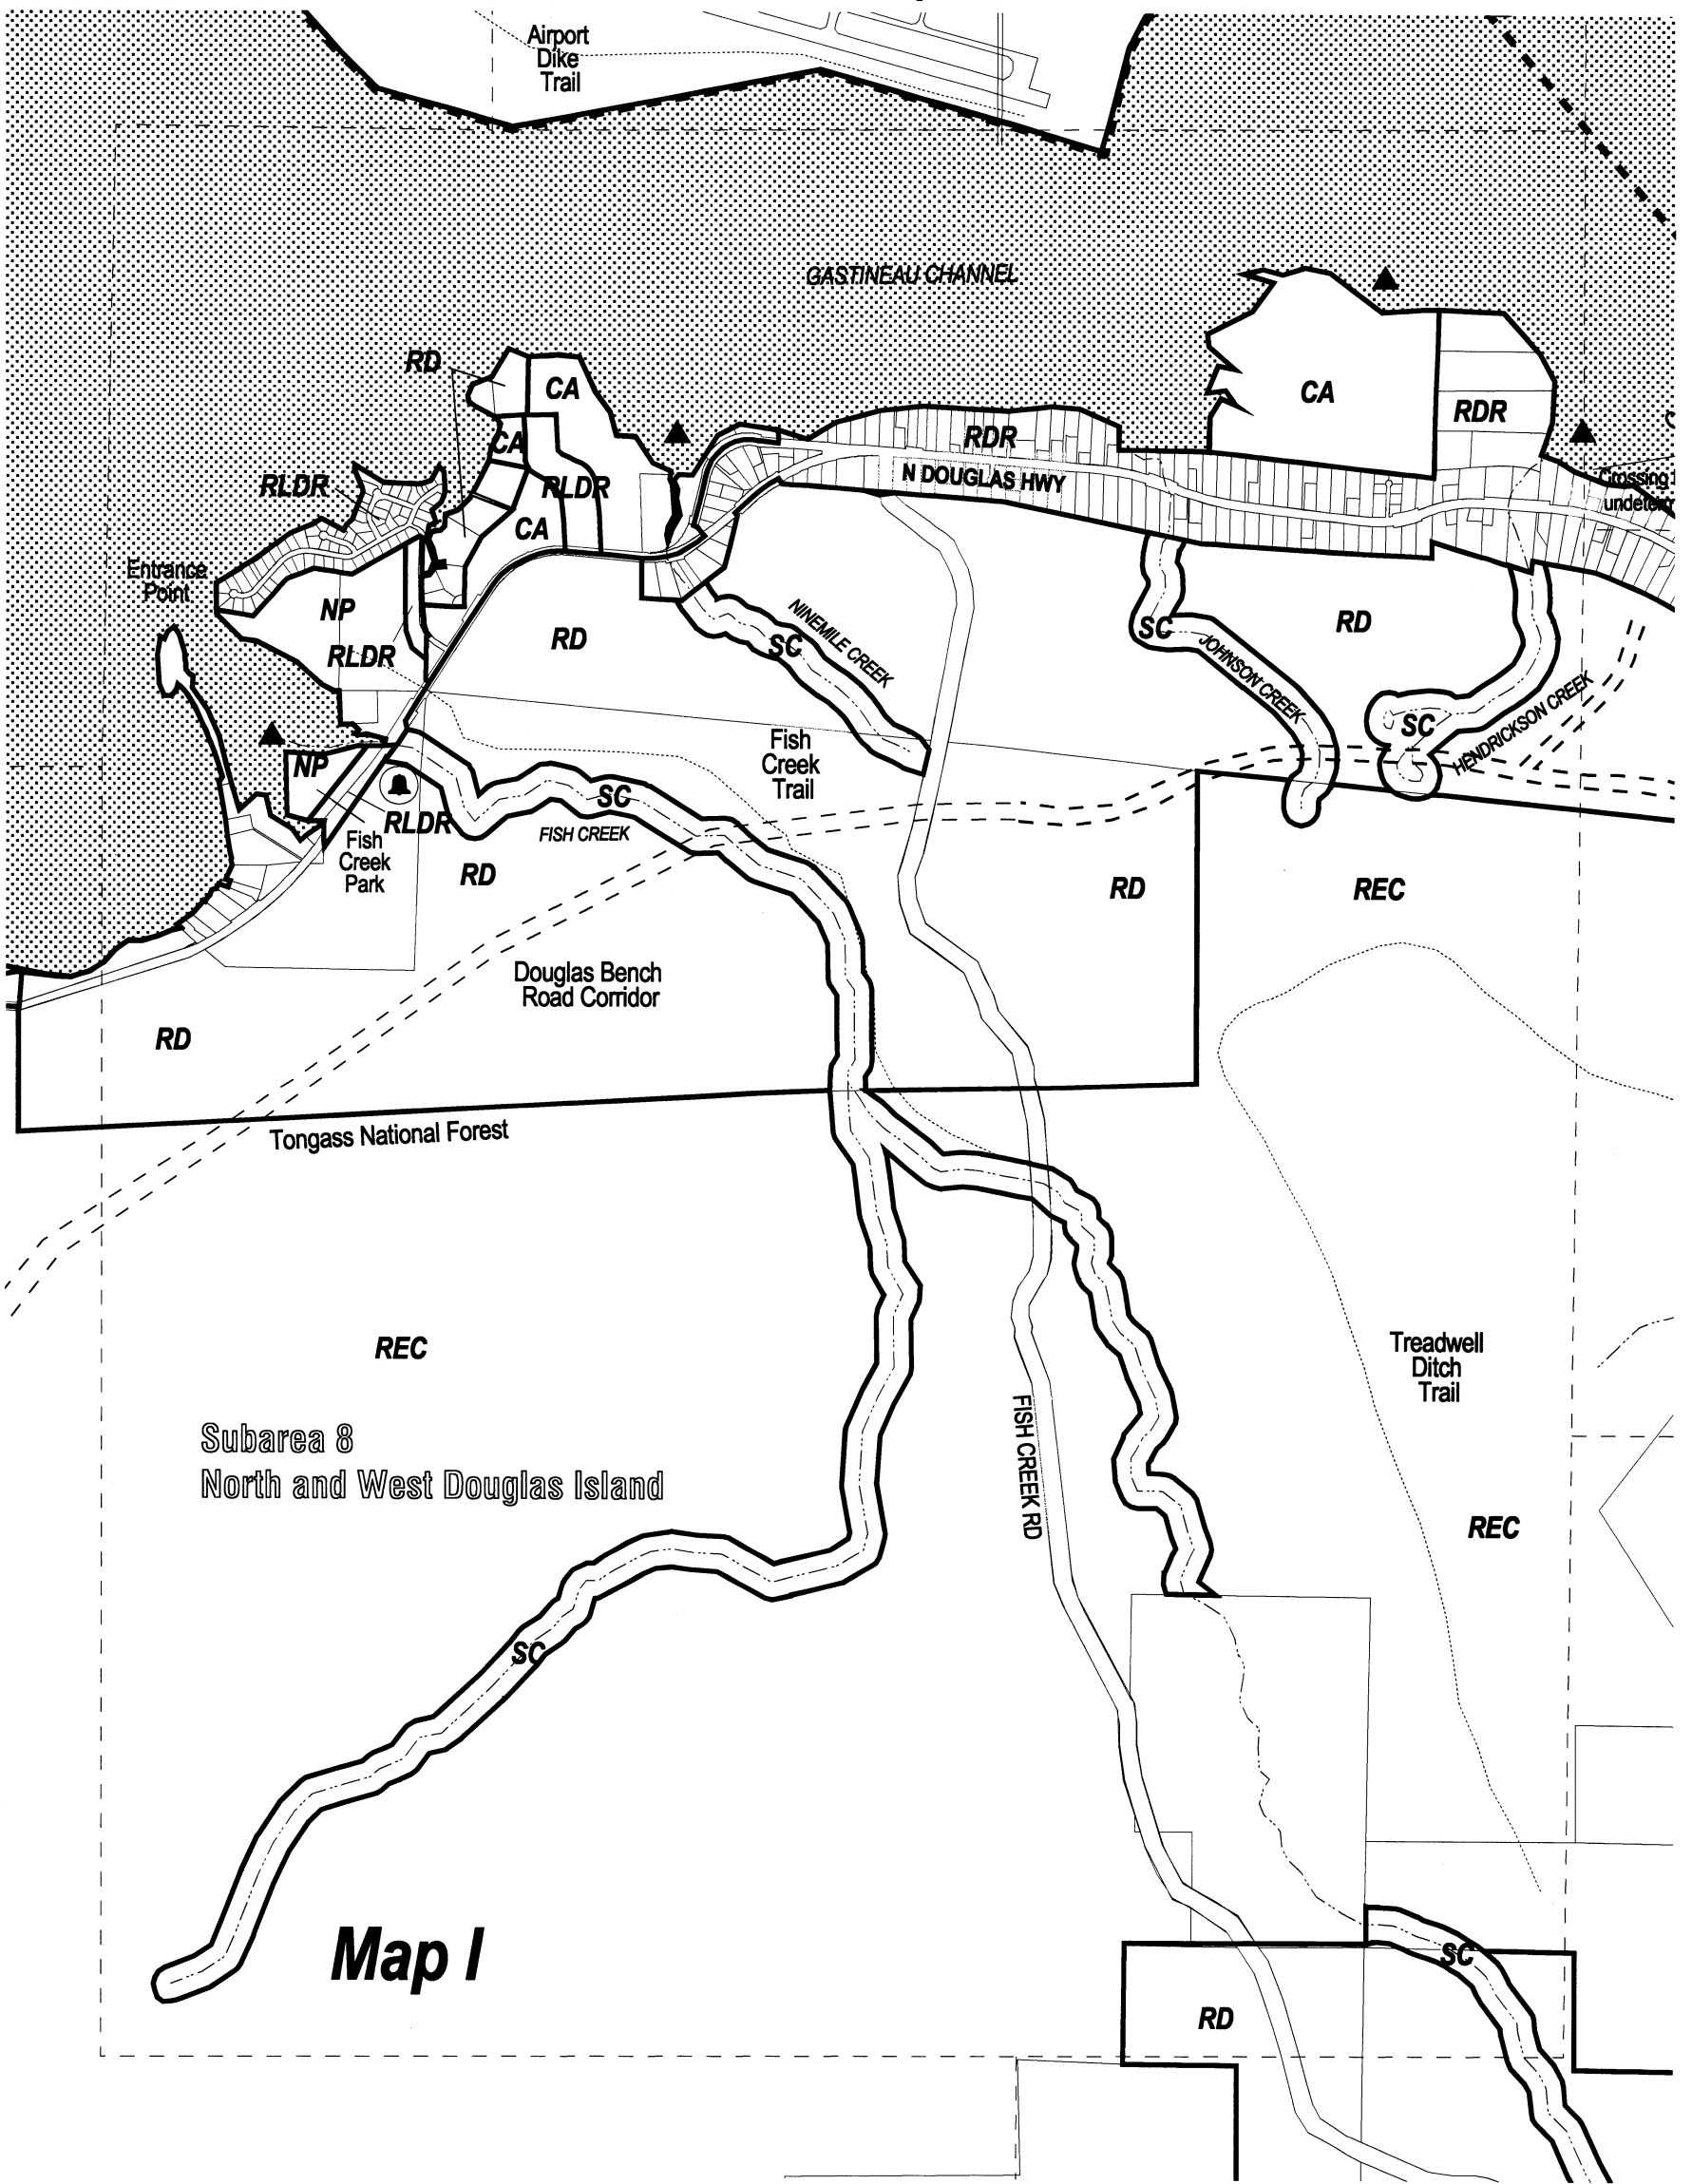 Airport
Dike
Trail
GASTINEAU CHANNEL
RD
CA
CA
RDR
CA
RDR
RLDR
RLDR
N DOUGLAS HWY
Crossing
CA
Entrance
Point
NP
RD
NINEMILE CREEK
SC
SC
RD
RLDR
JOHNSON CREEK
SC
HENDRICKSON CREEK
NP
Fish
Creek
Trail
SC
RLDR
FISH CREEK
Fish
Creek
Park
RD
RD
REC
Douglas Bench
Road Corridor
RD
Tongass National Forest
REC
Treadwell
Ditch
Trail
Subarea 8
North and West Douglas Island
FISH CREEK RD
REC
SC
Map I
SC
RD